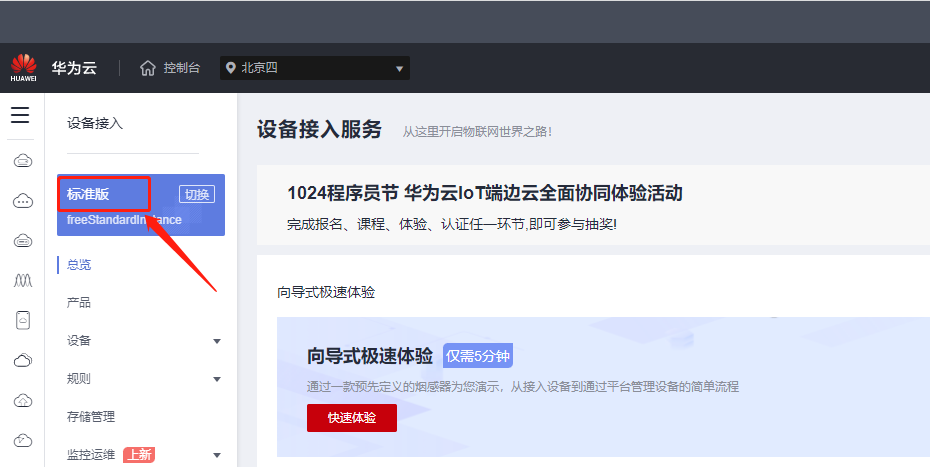 HUAWEI 华为云 控制台 北京四
设备接入
标准版 切换
总览
产品
设备
规则
存储管理
监控运维 上新
设备接入服务 从这里开启物联网世界之路!
1024程序员节 华为云IoT端边云全面协同体验活动
完成报名、课程、体验、认证任一环节,即可参与抽奖!
向导式极速体验
向导式极速体验 仅需5分钟
通过一款预先定义的烟感器为您演示，从接入设备到通过平台管理设备的简单流程
快速体验